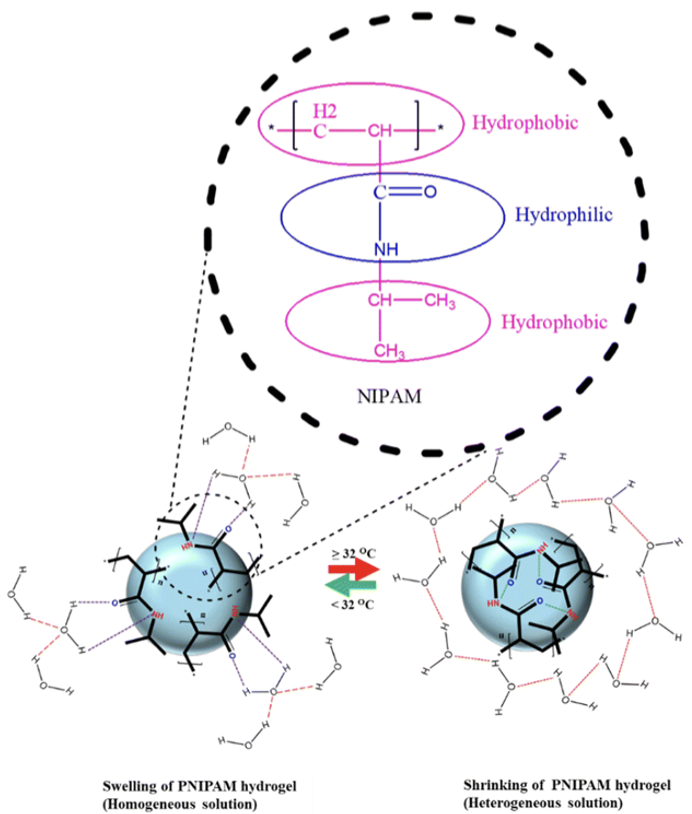 H2
* [ C — CH ] *
Hydrophobic
C=O
Hydrophilic
NH
CH—CH3
Hydrophobic
CH3
NIPAM
≥ 32 °C
< 32 °C
Swelling of PNIPAM hydrogel
(Homogeneous solution)
Shrinking of PNIPAM hydrogel
(Heterogeneous solution)